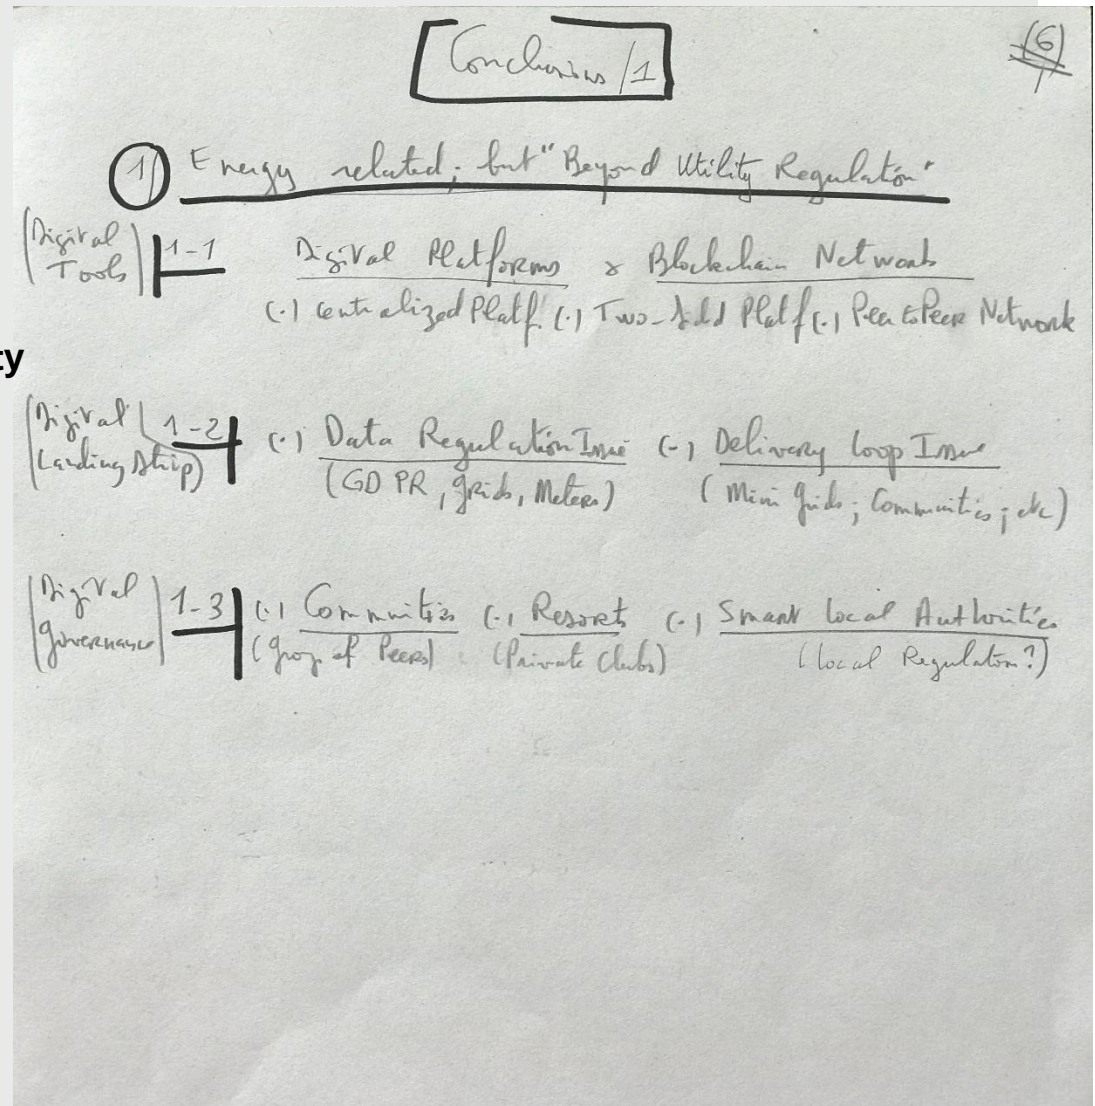 Conclusions /1
(6)
1) Energy related; but "Beyond Utility Regulation"
(Digital Tools) 1-1 Digital Platforms & Blockchain Networks
(.) Centralized Platf. (.) Two-Sided Platf (.) Peer to Peer Network
ty
(Digital Landing Strip) 1-2 (.) Data Regulation Issue (.) Delivery Loop Issue
(GDPR, grids, Meters) (Mini grids; Communities; etc)
(Digital Governance) 1-3 (.) Communities (.) Resorts (.) Smart Local Authorities
(Group of Peers) (Private Clubs) (Local Regulation?)